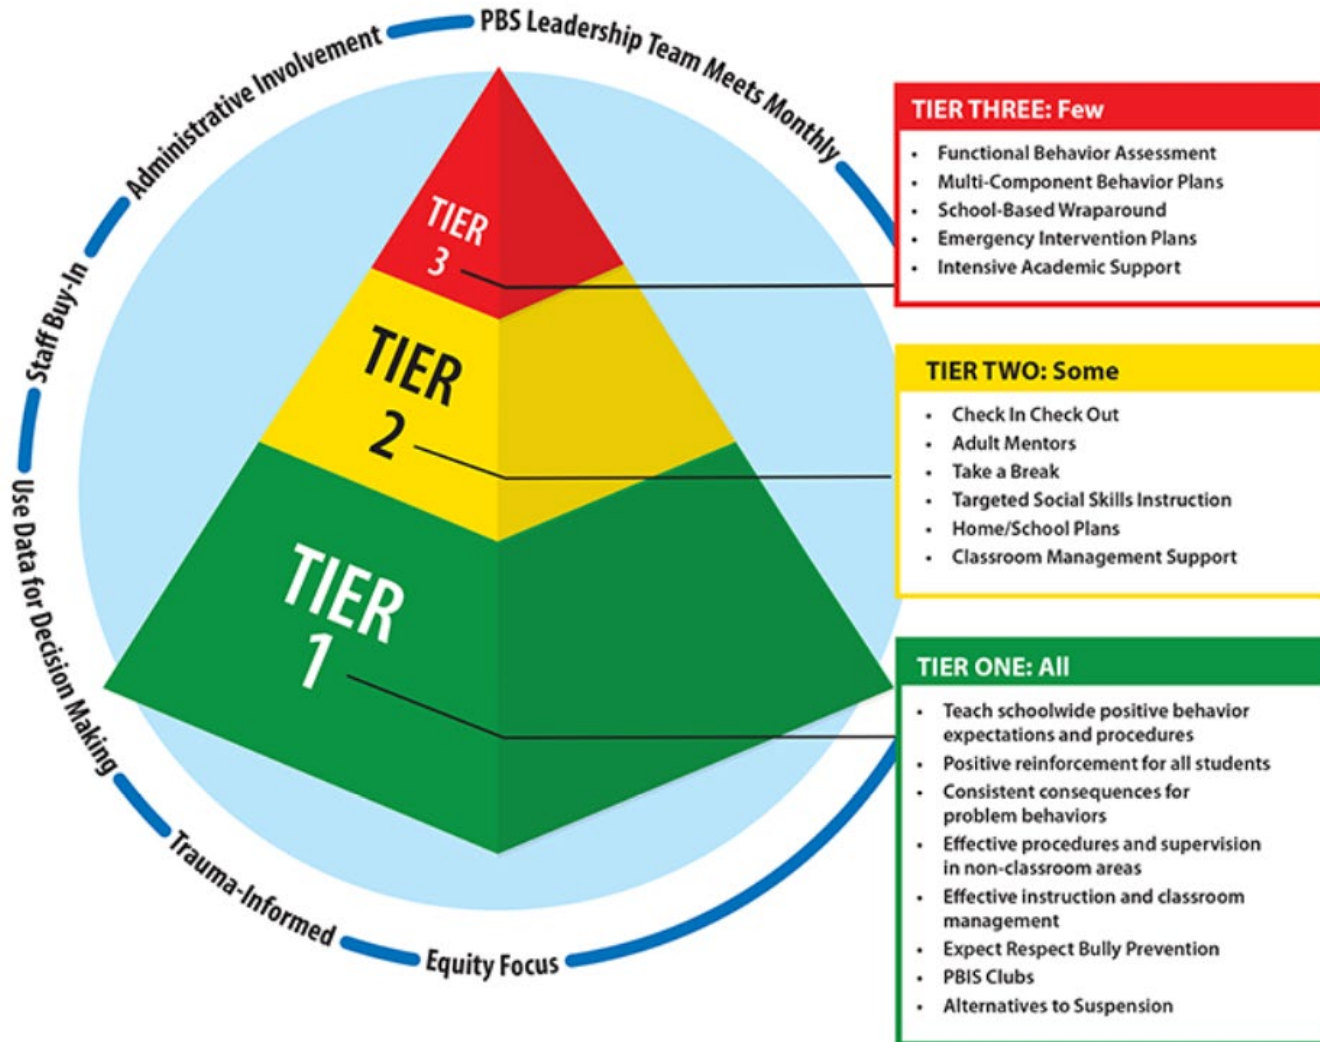 PBS Leadership Team Meets Monthly
Administrative Involvement
Staff Buy-In
Use Data for Decision Making
Trauma-Informed
Equity Focus
TIER
3
TIER
2
TIER
1
TIER THREE: Few
• Functional Behavior Assessment
• Multi-Component Behavior Plans
• School-Based Wraparound
• Emergency Intervention Plans
• Intensive Academic Support
TIER TWO: Some
• Check In Check Out
• Adult Mentors
• Take a Break
• Targeted Social Skills Instruction
• Home/School Plans
• Classroom Management Support
TIER ONE: All
• Teach schoolwide positive behavior
expectations and procedures
• Positive reinforcement for all students
• Consistent consequences for
problem behaviors
• Effective procedures and supervision
in non-classroom areas
• Effective instruction and classroom
management
• Expect Respect Bully Prevention
• PBIS Clubs
• Alternatives to Suspension